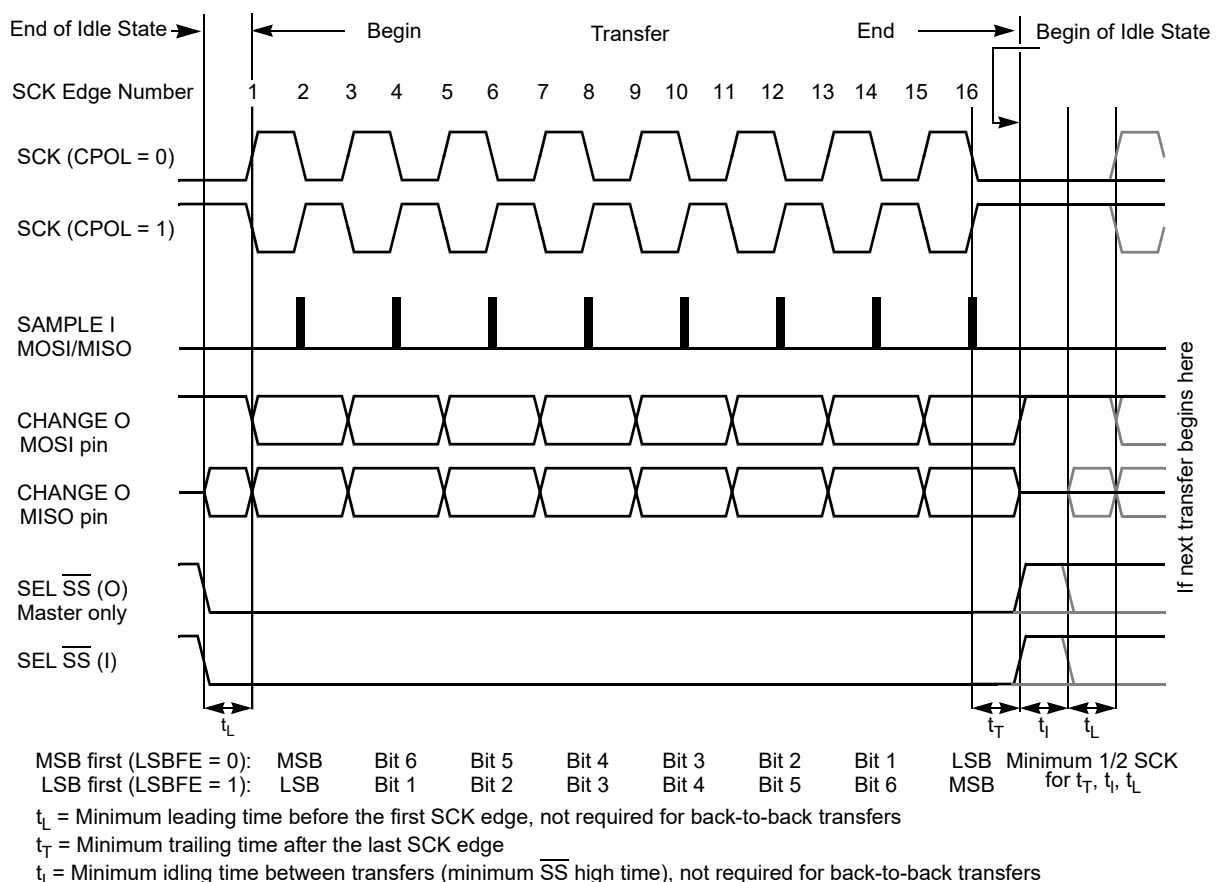 End of Idle State
Begin
Transfer
End
Begin of Idle State
SCK Edge Number
1 2 3 4 5 6 7 8 9 10 11 12 13 14 15 16
SCK (CPOL = 0)
SCK (CPOL = 1)
SAMPLE I
MOSI/MISO
CHANGE O
MOSI pin
CHANGE O
MISO pin
SEL SS (O)
Master only
SEL SS (I)
If next transfer begins here
tL
tT tI tL
MSB first (LSBFE = 0): MSB Bit 6 Bit 5 Bit 4 Bit 3 Bit 2 Bit 1 LSB Minimum 1/2 SCK
LSB first (LSBFE = 1): LSB Bit 1 Bit 2 Bit 3 Bit 4 Bit 5 Bit 6 MSB for tT, tI, tL
tL = Minimum leading time before the first SCK edge, not required for back-to-back transfers
tT = Minimum trailing time after the last SCK edge
tI = Minimum idling time between transfers (minimum SS high time), not required for back-to-back transfers